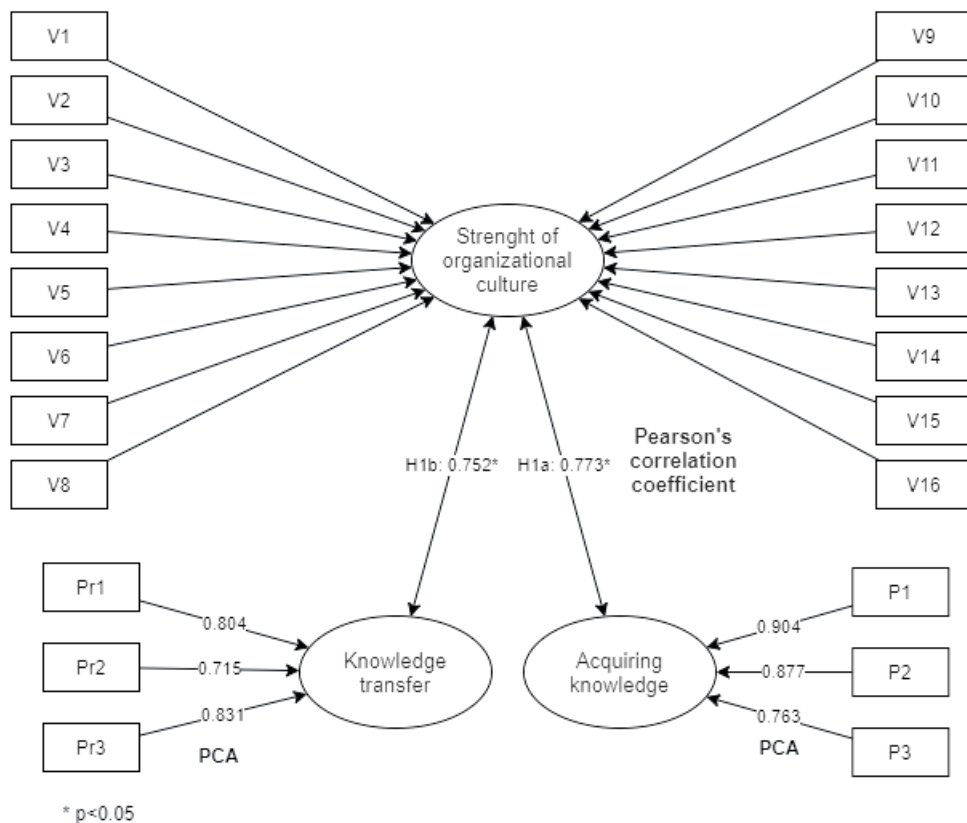 V1
V2
V3
V4
V5
V6
V7
V8
V9
V10
V11
V12
V13
V14
V15
V16
Strenght of
organizational
culture
H1b: 0.752*
H1a: 0.773*
Pearson's
correlation
coefficient
Pr1
Pr2
Pr3
0.804
0.715
0.831
PCA
Knowledge
transfer
Acquiring
knowledge
0.904
0.877
0.763
PCA
P1
P2
P3
* p<0.05